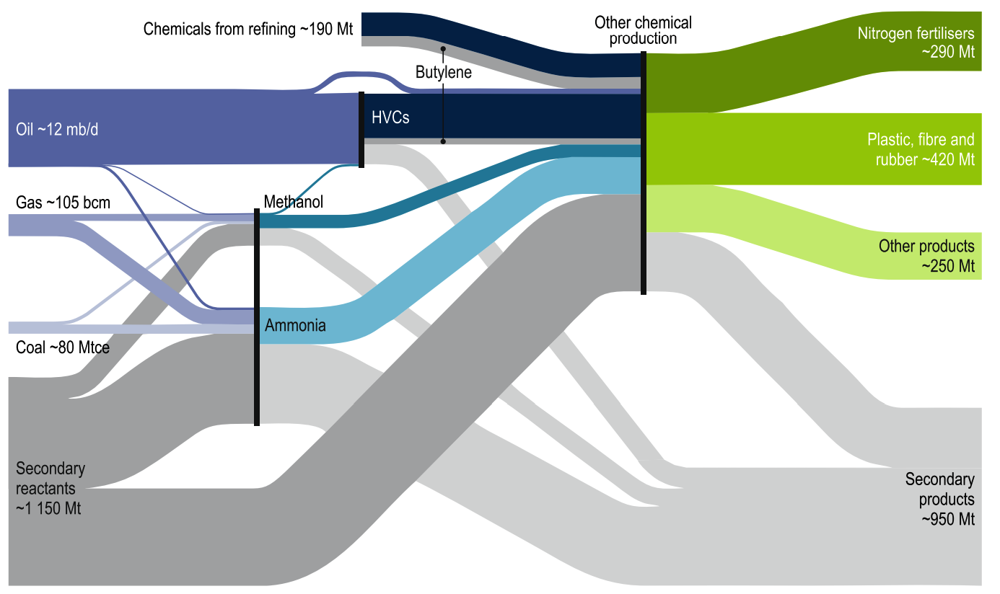 Chemicals from refining ~190 Mt
Other chemical
production
Nitrogen fertilisers
~290 Mt
Butylene
Oil ~12 mb/d
HVCs
Plastic, fibre and
rubber ~420 Mt
Gas ~105 bcm
Methanol
Other products
~250 Mt
Ammonia
Coal ~80 Mtce
Secondary
reactants
~1 150 Mt
Secondary
products
~950 Mt